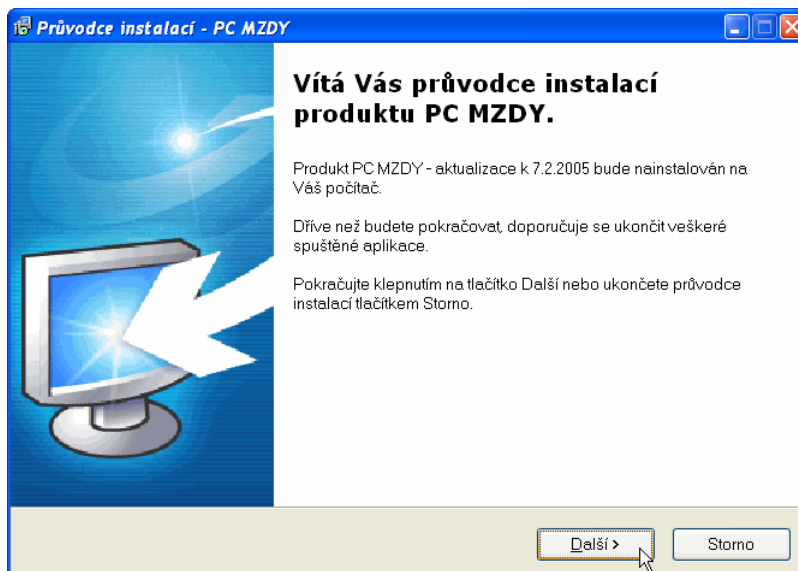 Průvodce instalací - PC MZDY
Vítá Vás průvodce instalací
produktu PC MZDY.
Produkt PC MZDY - aktualizace k 7.2.2005 bude nainstalován na
Váš počítač.
Dříve než budete pokračovat, doporučuje se ukončit veškeré
spuštěné aplikace.
Pokračujte klepnutím na tlačítko Další nebo ukončete průvodce
instalací tlačítkem Storno.
Další > Storno